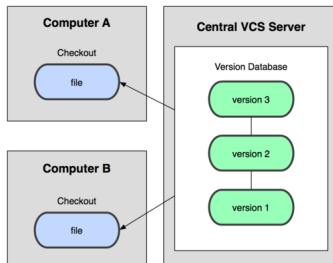 Computer A
Checkout
file
Computer B
Checkout
file
Central VCS Server
Version Database
version 3
version 2
version 1